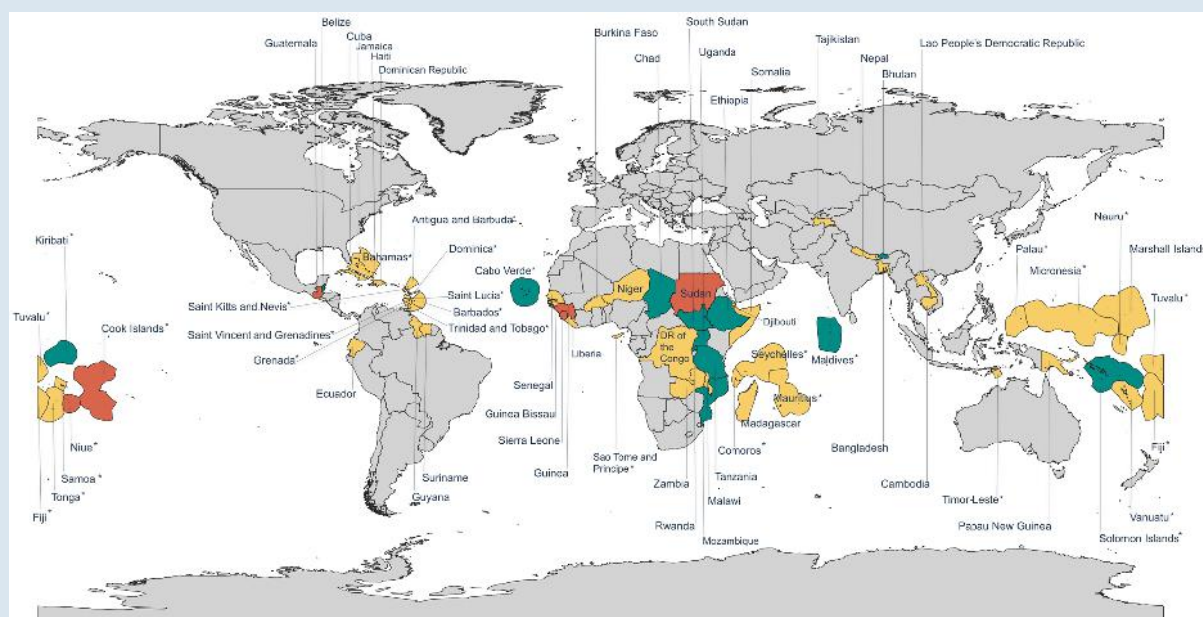 Belize
South Sudan
Guatemala
Cuba
Jamaica
Haiti
Dominican Republic
Burkina Faso
Chad
Uganda
Tajikistan
Lao People's Democratic Republic
Nepal
Bhutan
Somalia
Ethiopia
Antigua and Barbuda*
Kiribati*
Bahamas*
Dominica*
Cabo Verde*
Nauru*
Palau*
Marshall Islands
Micronesia*
Niger
Sudan
Saint Kitts and Nevis*
Saint Lucia*
Barbados*
Tuvalu*
Cook Islands*
Saint Vincent and Grenadines*
Trinidad and Tobago*
Djibouti
Tuvalu*
Grenada*
Liberia
DR of
the
Congo
Seychelles*
Maldives*
Ecuador
Senegal
Mauritius*
Guinea Bissau
Madagascar
Niue*
Sierra Leone
Bangladesh
Fiji*
Samoa*
Suriname
Guinea
Sao Tome and
Principe*
Comoros*
Tonga*
Guyana
Zambia
Tanzania
Cambodia
Timor-Leste*
Fiji*
Malawi
Vanuatu*
Rwanda
Papau New Guinea
Solomon Islands*
Mozambique